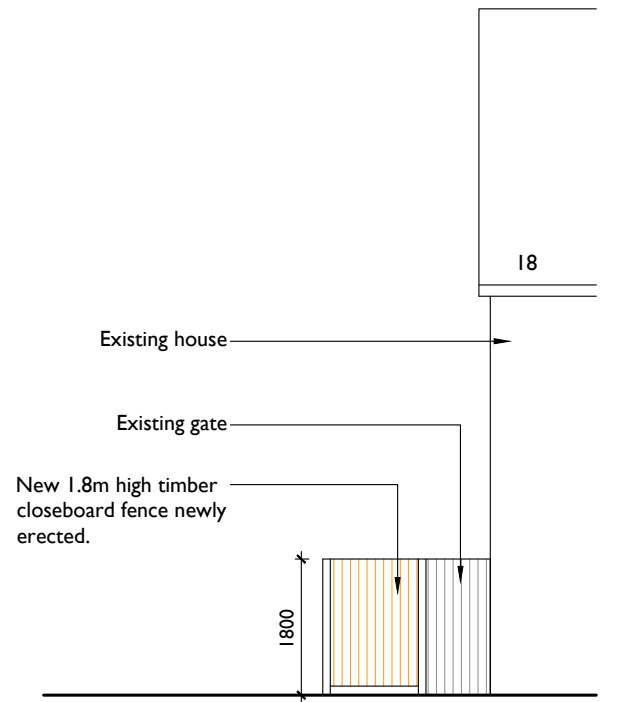 18
Existing house
Existing gate
New 1.8m high timber
closeboard fence newly
erected.
1800